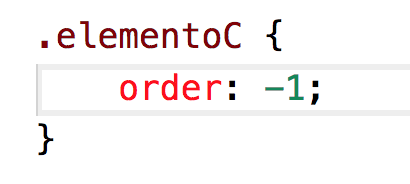 .elementoC {
order: -1;
}